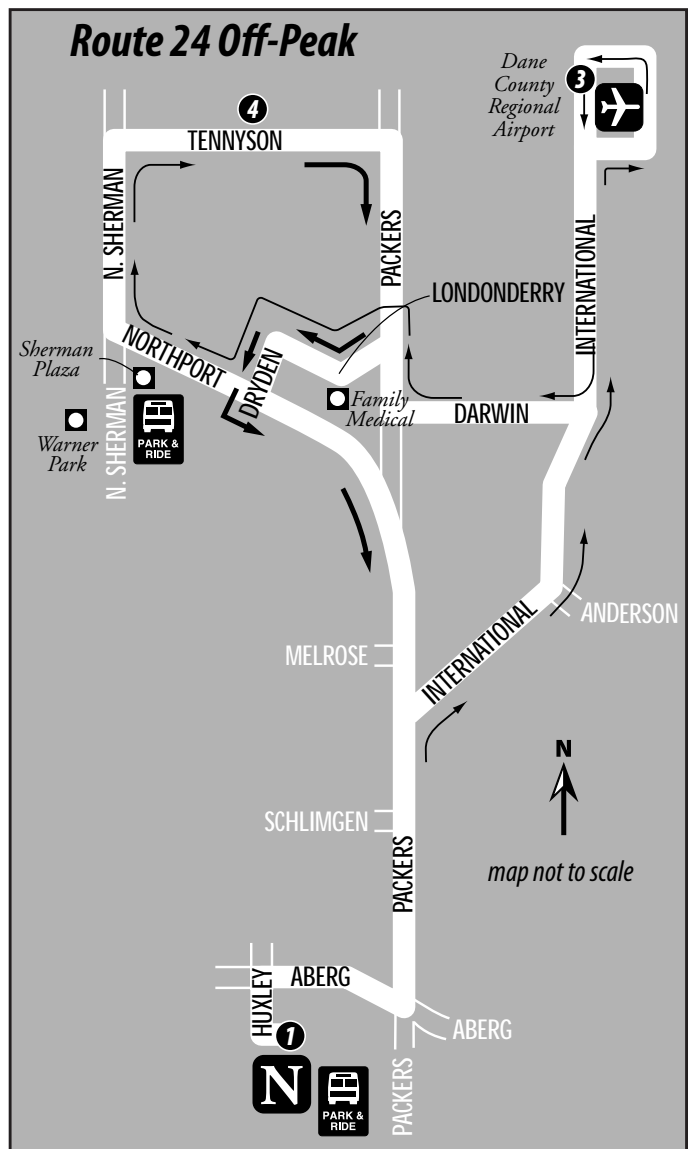 Route 24 Off-Peak
Dane
County
Regional
Airport
3
4
TENNYSON
N. SHERMAN
PACKERS
INTERNATIONAL
LONDONDERRY
NORTHPORT
Sherman
Plaza
DRYDEN
Family
Medical
DARWIN
N. SHERMAN
Warner
Park
PARK &
RIDE
ANDERSON
MELROSE
INTERNATIONAL
N
SCHLIMGEN
PACKERS
map not to scale
HUXLEY
ABERG
1
ABERG
N
PARK &
RIDE
PACKERS